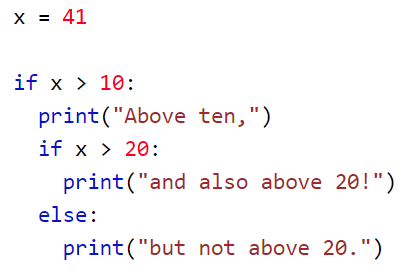 x = 41

if x > 10:
  print("Above ten,")
  if x > 20:
    print("and also above 20!")
  else:
    print("but not above 20.")